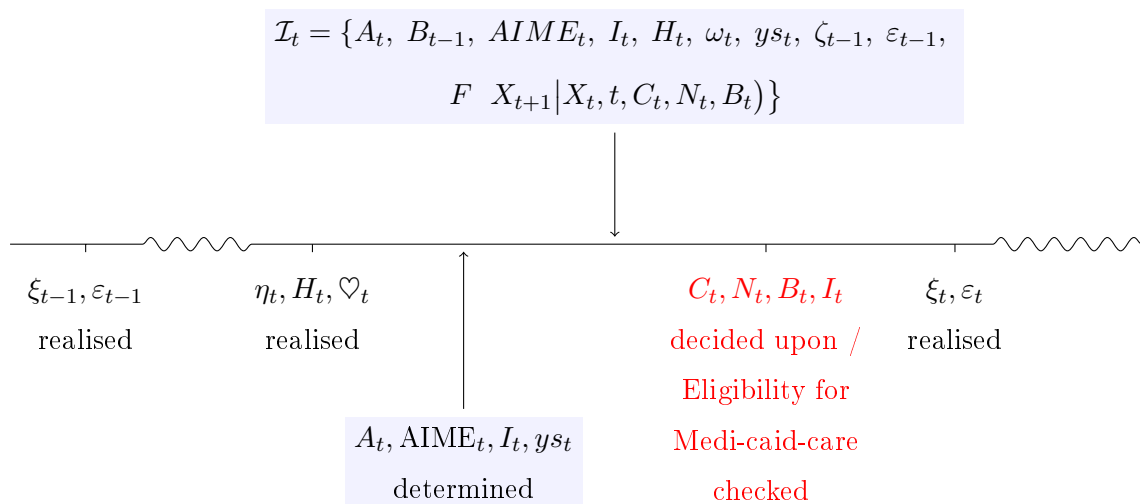 𝓘_t = {A_t, B_{t−1}, AIME_t, I_t, H_t, ω_t, ys_t, ζ_{t−1}, ε_{t−1},
F X_{t+1}|X_t, t, C_t, N_t, B_t)}
ξ_{t−1}, ε_{t−1}
realised
η_t, H_t, ♡_t
realised
C_t, N_t, B_t, I_t
decided upon /
Eligibility for
Medi-caid-care
checked
ξ_t, ε_t
realised
A_t, AIME_t, I_t, ys_t
determined